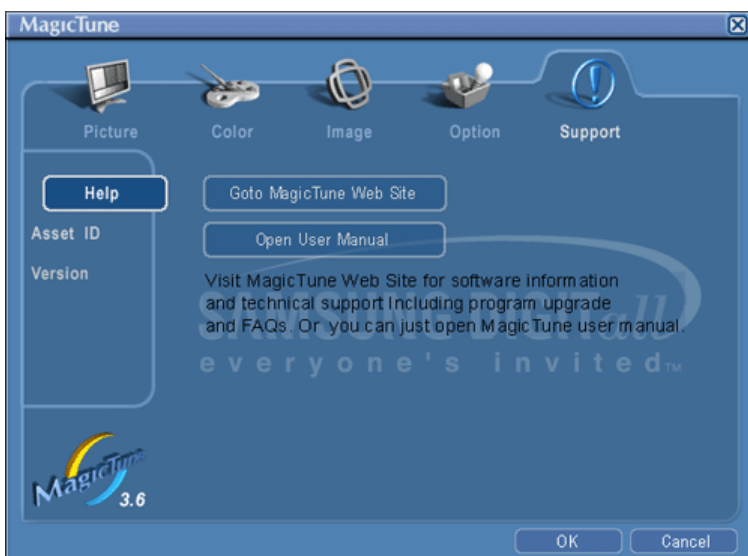 MagicTune
Picture
Color
Image
Option
Support
Help
Asset ID
Version
Goto MagicTune Web Site
Open User Manual
Visit MagicTune Web Site for software information
and technical support Including program upgrade
and FAQs. Or you can just open MagicTune user manual.
SAMSUNG DIGITall
everyone's invited™
MagicTune
3.6
OK
Cancel